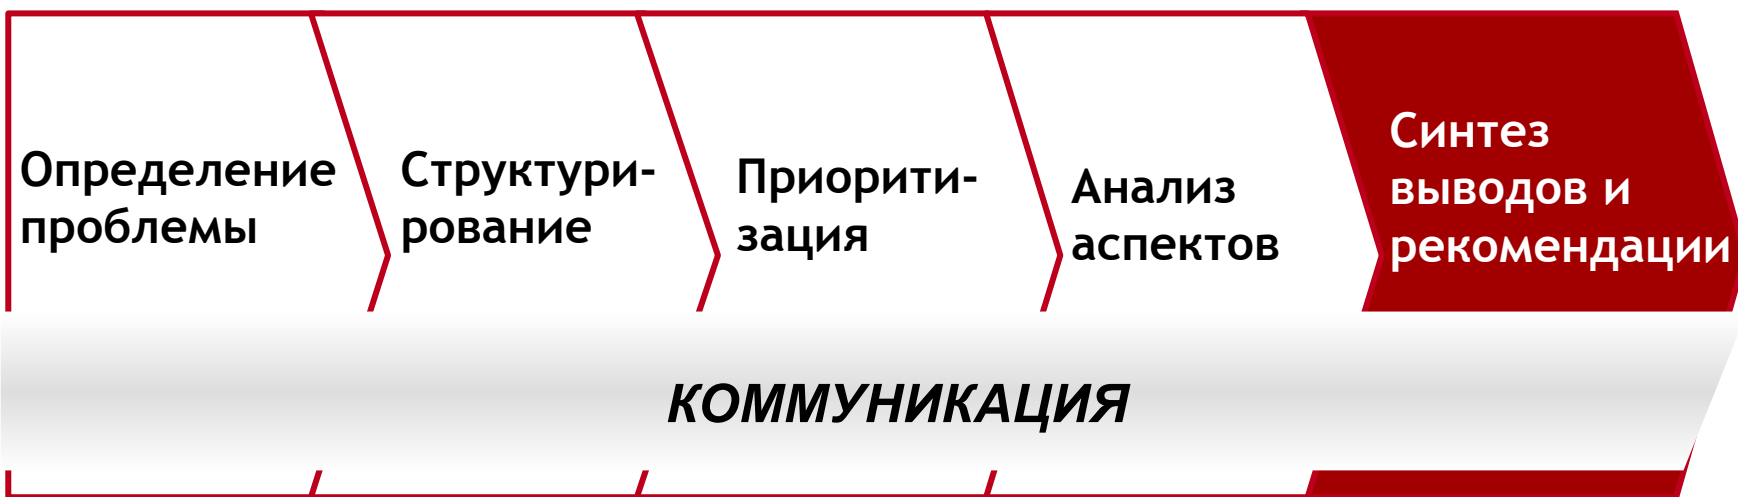 Определение
проблемы
Структури-
рование
Приорити-
зация
Анализ
аспектов
Синтез
выводов и
рекомендации
КОММУНИКАЦИЯ